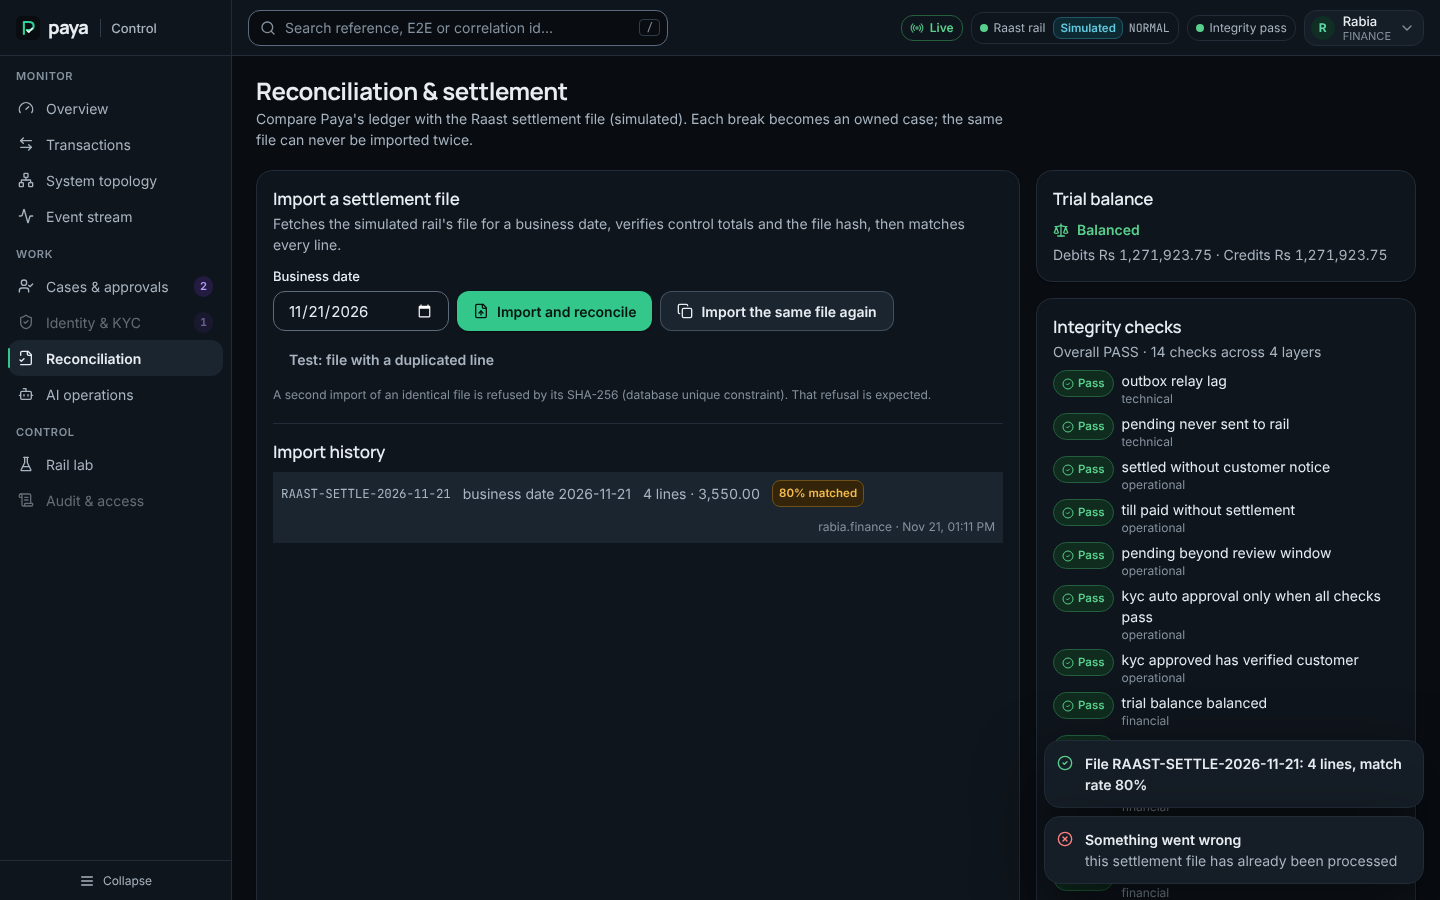 paya
Control
Search reference, E2E or correlation id...
/
Live
Raast rail
Simulated
NORMAL
Integrity pass
R
Rabia
FINANCE
MONITOR
Overview
Transactions
System topology
Event stream
WORK
Cases & approvals
2
Identity & KYC
1
Reconciliation
AI operations
CONTROL
Rail lab
Audit & access
Collapse
Reconciliation & settlement
Compare Paya's ledger with the Raast settlement file (simulated). Each break becomes an owned case; the same
file can never be imported twice.
Import a settlement file
Fetches the simulated rail's file for a business date, verifies control totals and the file hash, then matches
every line.
Business date
11/21/2026
Import and reconcile
Import the same file again
Test: file with a duplicated line
A second import of an identical file is refused by its SHA-256 (database unique constraint). That refusal is expected.
Import history
RAAST-SETTLE-2026-11-21
business date 2026-11-21
4 lines · 3,550.00
80% matched
rabia.finance · Nov 21, 01:11 PM
Trial balance
Balanced
Debits Rs 1,271,923.75 · Credits Rs 1,271,923.75
Integrity checks
Overall PASS · 14 checks across 4 layers
Pass
outbox relay lag
technical
Pass
pending never sent to rail
technical
Pass
settled without customer notice
operational
Pass
till paid without settlement
operational
Pass
pending beyond review window
operational
Pass
kyc auto approval only when all checks
pass
operational
Pass
kyc approved has verified customer
operational
Pass
trial balance balanced
financial
File RAAST-SETTLE-2026-11-21: 4 lines, match
rate 80%
financial
Something went wrong
this settlement file has already been processed
financial